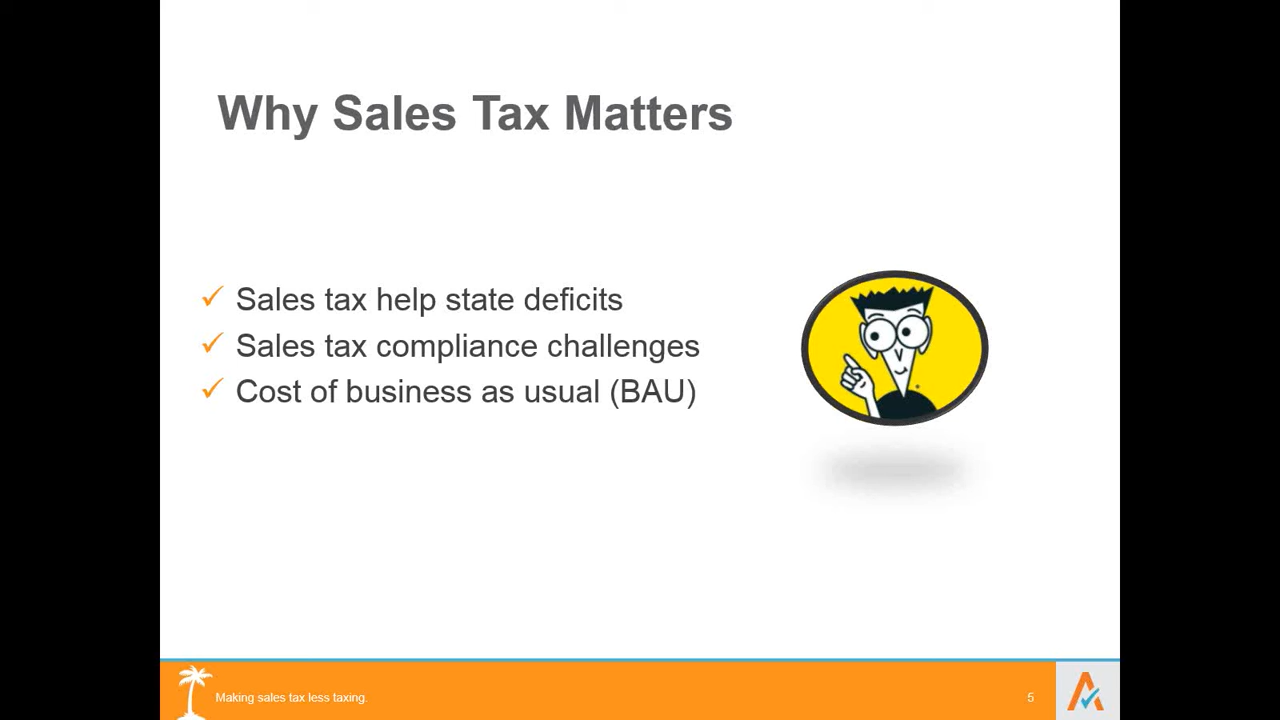 Why Sales Tax Matters
Sales tax help state deficits
Sales tax compliance challenges
Cost of business as usual (BAU)
Making sales tax less taxing.
5